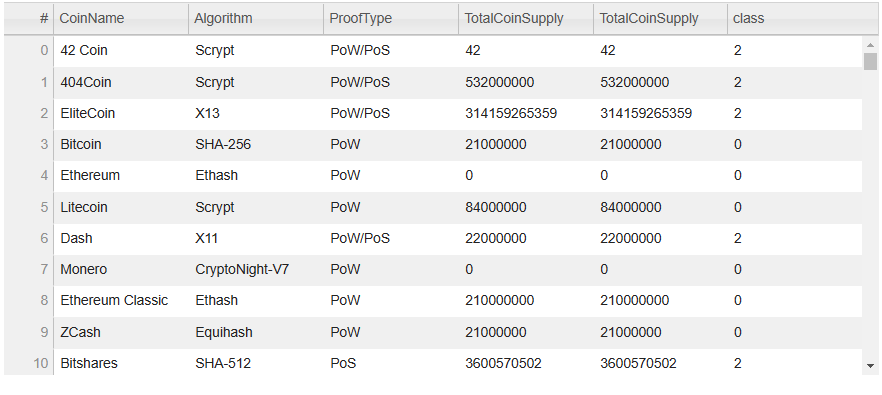 # CoinName Algorithm ProofType TotalCoinSupply TotalCoinSupply class
0 42 Coin Scrypt PoW/PoS 42 42 2
1 404Coin Scrypt PoW/PoS 532000000 532000000 2
2 EliteCoin X13 PoW/PoS 314159265359 314159265359 2
3 Bitcoin SHA-256 PoW 21000000 21000000 0
4 Ethereum Ethash PoW 0 0 0
5 Litecoin Scrypt PoW 84000000 84000000 0
6 Dash X11 PoW/PoS 22000000 22000000 2
7 Monero CryptoNight-V7 PoW 0 0 0
8 Ethereum Classic Ethash PoW 210000000 210000000 0
9 ZCash Equihash PoW 21000000 21000000 0
10 Bitshares SHA-512 PoS 3600570502 3600570502 2